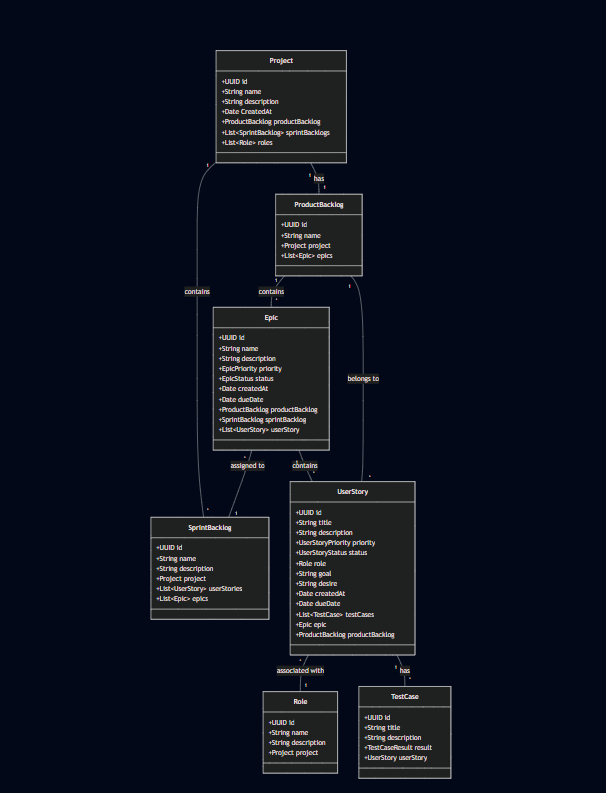 Project
+UUID id
+String name
+String description
+Date CreatedAt
+ProductBacklog productBacklog
+List<SprintBacklog> sprintBacklogs
+List<Role> roles
1
1
has
1
ProductBacklog
+UUID id
+String name
+Project project
+List<Epic> epics
1
1
contains
contains
*
Epic
+UUID id
+String name
+String description
+EpicPriority priority
+EpicStatus status
+Date createdAt
+Date dueDate
+ProductBacklog productBacklog
+SprintBacklog sprintBacklog
+List<UserStory> userStory
belongs to
*
assigned to
contains
*
*
UserStory
+UUID id
+String title
+String description
+UserStoryPriority priority
+UserStoryStatus status
+Role role
+String goal
+String desire
+Date createdAt
+Date dueDate
+List<TestCase> testCases
+Epic epic
+ProductBacklog productBacklog
*
1
SprintBacklog
+UUID id
+String name
+String description
+Project project
+List<UserStory> userStories
+List<Epic> epics
*
associated with
1
1
has
*
Role
+UUID id
+String name
+String description
+Project project
TestCase
+UUID id
+String title
+String description
+TestCaseResult result
+UserStory userStory